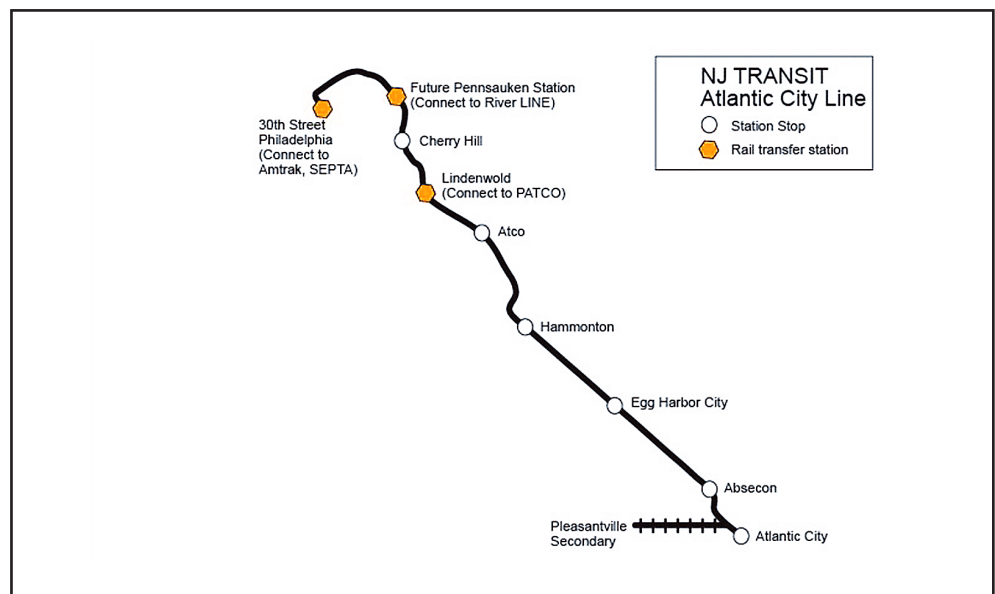 NJ TRANSIT
Atlantic City Line
Station Stop
Rail transfer station
Future Pennsauken Station
(Connect to River LINE)
30th Street
Philadelphia
(Connect to
Amtrak, SEPTA)
Cherry Hill
Lindenwold
(Connect to PATCO)
Atco
Hammonton
Egg Harbor City
Absecon
Pleasantville
Secondary
Atlantic City